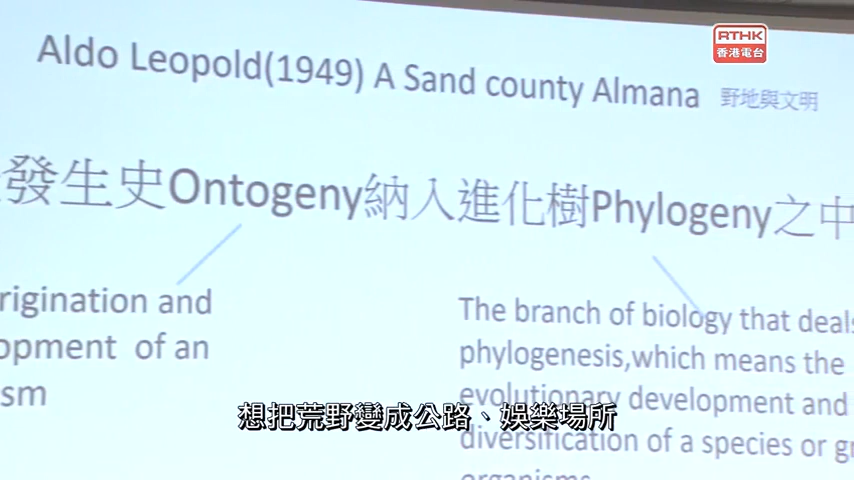 RTHK
香港電台
Aldo Leopold(1949) A Sand county Almana 野地與文明
發生史Ontogeny納入進化樹Phylogeny之中
rigination and
opment of an
sm
The branch of biology that deals
phylogenesis,which means the
evolutionary development and
diversification of a species or gr
organisms
想把荒野變成公路、娛樂場所